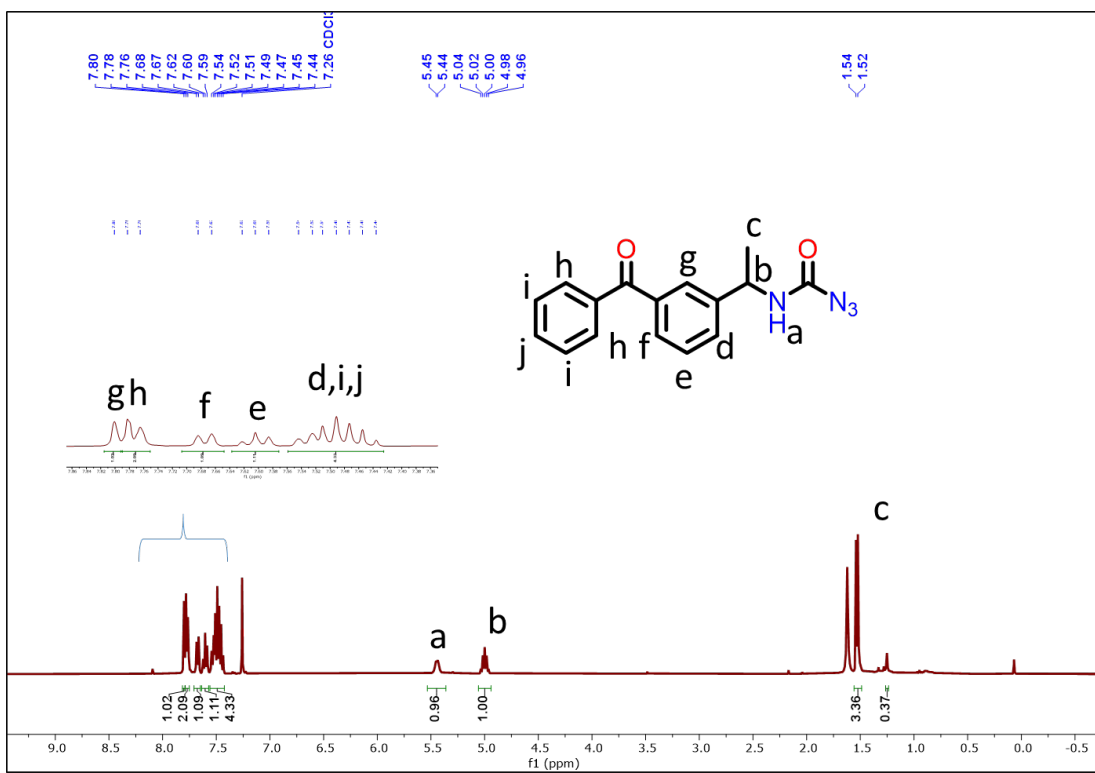 7.80 7.78 7.76 7.68 7.67 7.62 7.60 7.59 7.54 7.52 7.51 7.49 7.47 7.45 7.44 7.26 CDCl3
5.45 5.44 5.04 5.02 5.00 4.98 4.96
1.54 1.52
c
O
h
g
b
O
i
N
H
a
N3
j
h
f
d
i
e
g h
f
e
d,i,j
f1 (ppm)
c
a
b
1.02 2.09 1.09 1.11 4.33
0.96
1.00
3.36 0.37
9.0 8.5 8.0 7.5 7.0 6.5 6.0 5.5 5.0 4.5 4.0 3.5 3.0 2.5 2.0 1.5 1.0 0.5 0.0 -0.5
f1 (ppm)